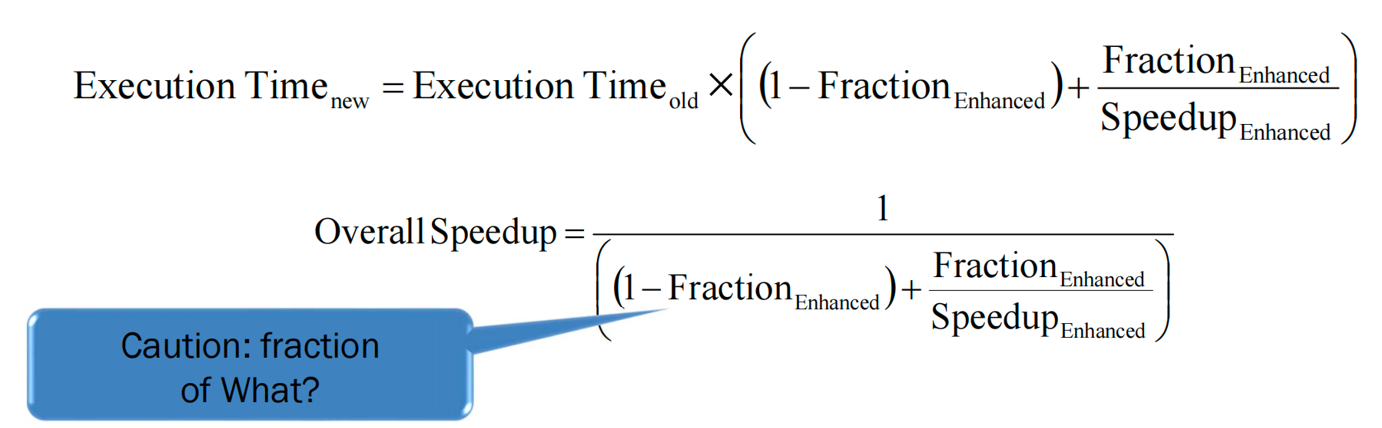 Execution Time_new = Execution Time_old × ((1 − Fraction_Enhanced) + Fraction_Enhanced / Speedup_Enhanced)
Overall Speedup = 1 / ((1 − Fraction_Enhanced) + Fraction_Enhanced / Speedup_Enhanced)
Caution: fraction
of What?